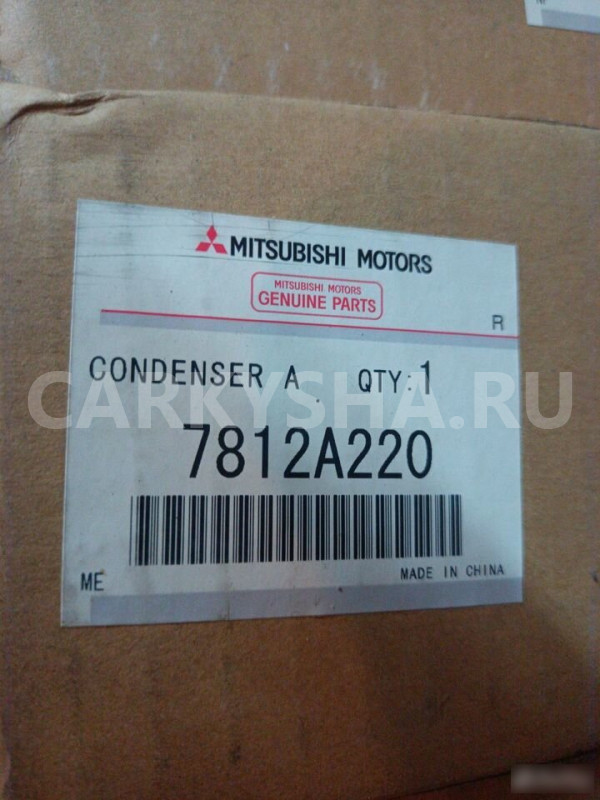 MITSUBISHI MOTORS
MITSUBISHI MOTORS
GENUINE PARTS
R
CONDENSER A QTY:1
CARKYSHA.RU
7812A220
ME MADE IN CHINA